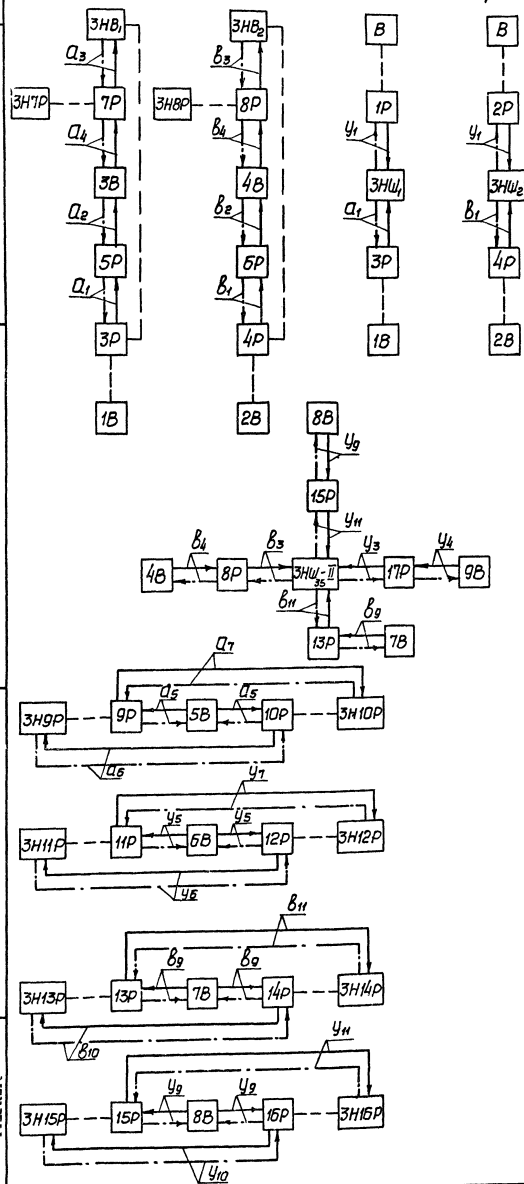 ЗНВ₁ ЗНВ₂ В В
а₃ в₃
ЗН7Р 7Р ЗН8Р 8Р 1Р 2Р
а₄ в₄ у₁ у₁
3В 4В ЗНШ₁ ЗНШ₂
а₂ в₂ а₁ в₁
5Р 6Р 3Р 4Р
а₁ в₁
3Р 4Р 1В 2В
1В 2В
8В
у₉
15Р
у₁₁
в₄ в₃ у₃ у₄
4В 8Р ЗНШ-II 17Р 9В
35
в₁₁ в₉
13Р 7В
а₇
а₅ а₅
ЗН9Р 9Р 5В 10Р ЗН10Р
а₆
у₇
у₅ у₅
ЗН11Р 11Р 6В 12Р ЗН12Р
у₆
в₁₁
в₉ в₉
ЗН13Р 13Р 7В 14Р ЗН14Р
в₁₀
у₁₁
у₉ у₉
ЗН15Р 15Р 8В 16Р ЗН16Р
у₁₀